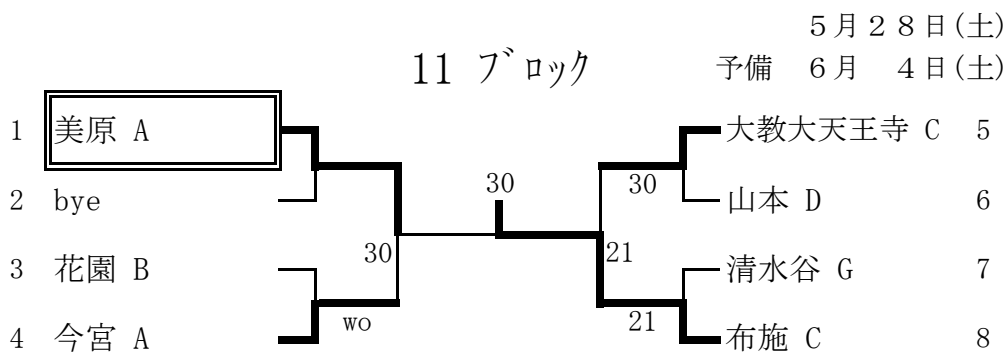 ５月２８日(土)
11 ブロック
予備　６月　４日(土)
1 美原 A
大教大天王寺 C 5
30
30
2 bye
山本 D 6
30
21
3 花園 B
清水谷 G 7
wo
21
4 今宮 A
布施 C 8